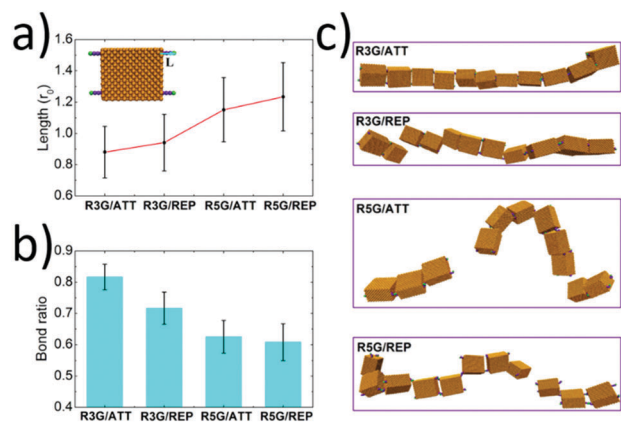 a)
1.6
1.4
1.2
1.0
0.8
0.6
Length (r0)
L
R3G/ATT R3G/REP R5G/ATT R5G/REP
b)
0.9
0.8
0.7
0.6
0.5
0.4
Bond ratio
R3G/ATT R3G/REP R5G/ATT R5G/REP
c)
R3G/ATT
R3G/REP
R5G/ATT
R5G/REP